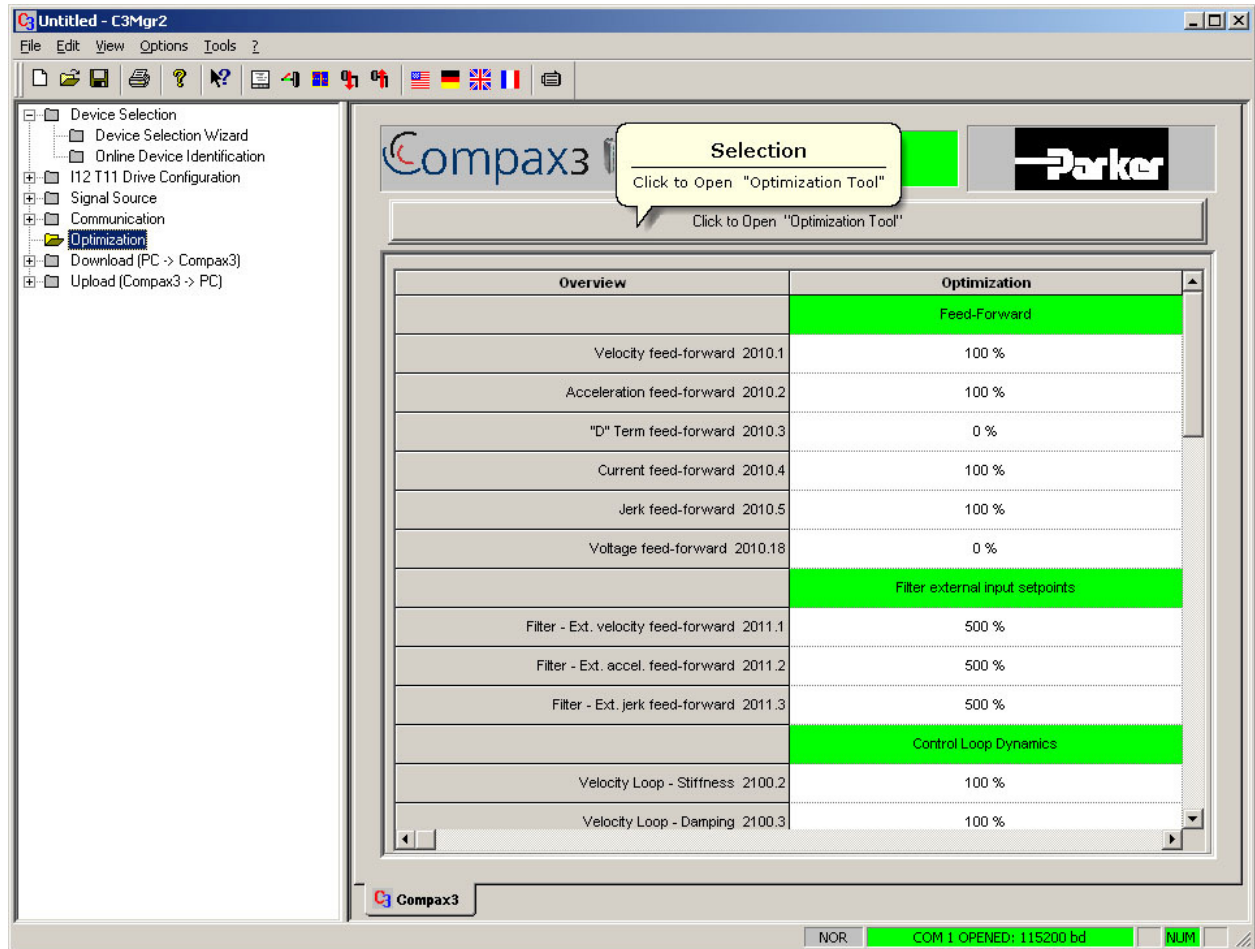 Untitled - C3Mgr2
File Edit View Options Tools ?
Device Selection
Device Selection Wizard
Online Device Identification
I12 T11 Drive Configuration
Signal Source
Communication
Optimization
Download (PC -> Compax3)
Upload (Compax3 -> PC)
Compax3
Selection
Click to Open "Optimization Tool"
Parker
Click to Open "Optimization Tool"
Overview Optimization
Feed-Forward
Velocity feed-forward 2010.1 100 %
Acceleration feed-forward 2010.2 100 %
"D" Term feed-forward 2010.3 0 %
Current feed-forward 2010.4 100 %
Jerk feed-forward 2010.5 100 %
Voltage feed-forward 2010.18 0 %
Filter external input setpoints
Filter - Ext. velocity feed-forward 2011.1 500 %
Filter - Ext. accel. feed-forward 2011.2 500 %
Filter - Ext. jerk feed-forward 2011.3 500 %
Control Loop Dynamics
Velocity Loop - Stiffness 2100.2 100 %
Velocity Loop - Damping 2100.3 100 %
C3 Compax3
NOR COM 1 OPENED: 115200 bd NUM